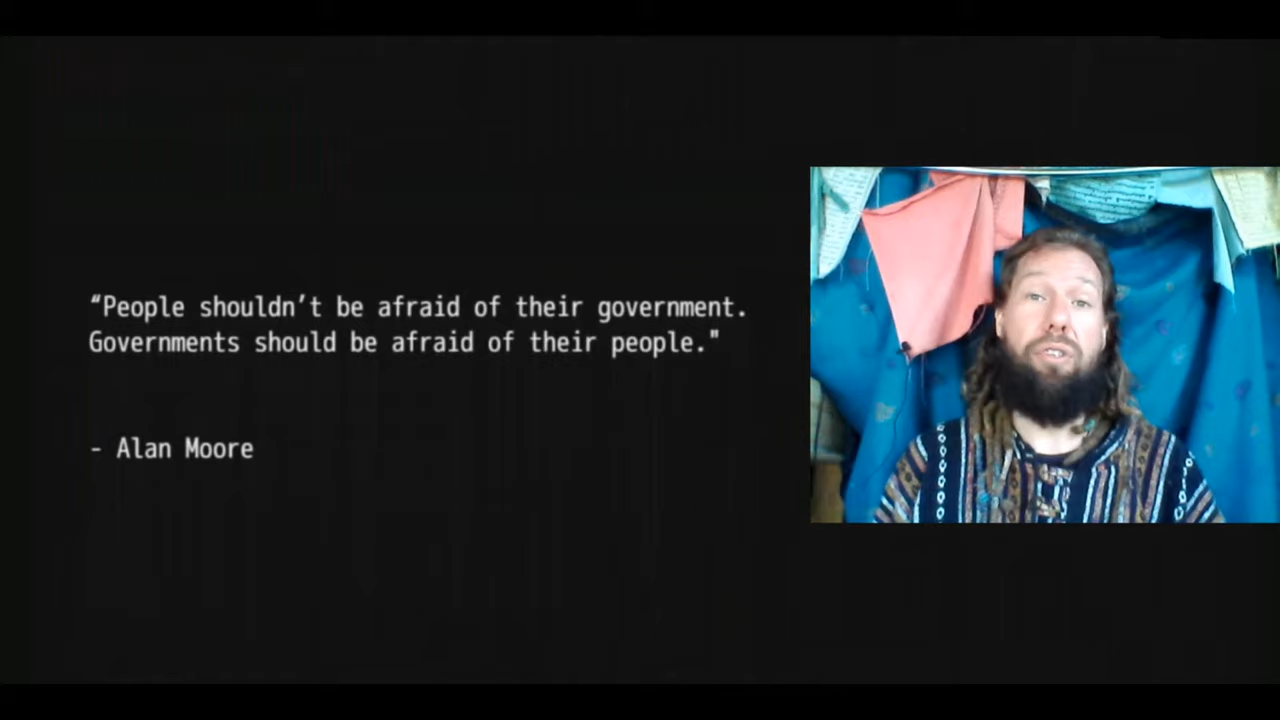 “People shouldn’t be afraid of their government.
Governments should be afraid of their people."
- Alan Moore